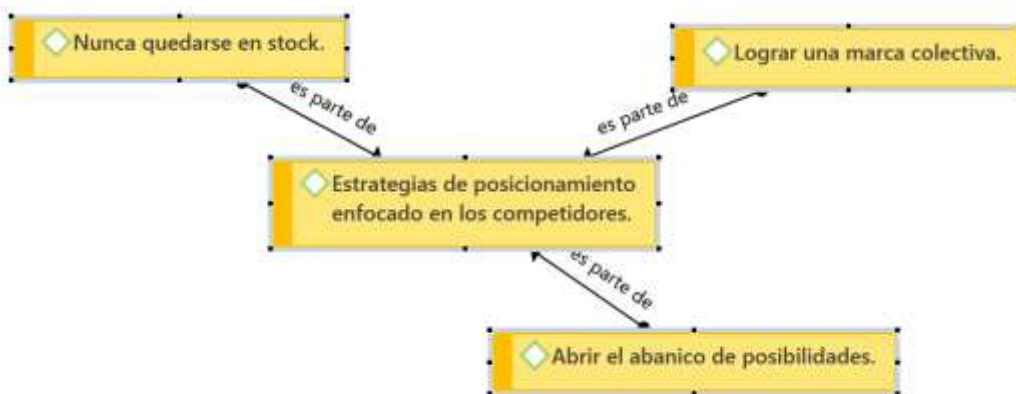 Nunca quedarse en stock.
Lograr una marca colectiva.
es parte de
es parte de
Estrategias de posicionamiento
enfocado en los competidores.
es parte de
Abrir el abanico de posibilidades.